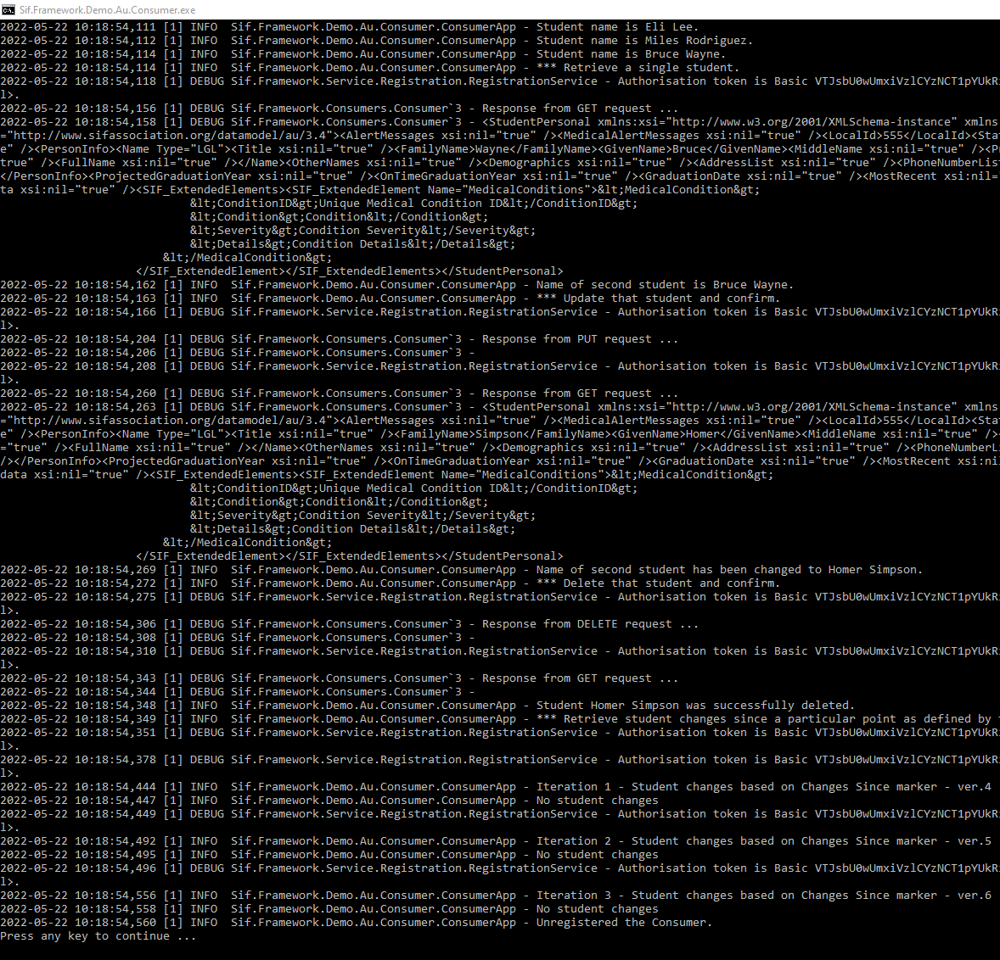 Sif.Framework.Demo.Au.Consumer.exe
2022-05-22 10:18:54,111 [1] INFO  Sif.Framework.Demo.Au.Consumer.ConsumerApp - Student name is Eli Lee.
2022-05-22 10:18:54,112 [1] INFO  Sif.Framework.Demo.Au.Consumer.ConsumerApp - Student name is Miles Rodriguez.
2022-05-22 10:18:54,114 [1] INFO  Sif.Framework.Demo.Au.Consumer.ConsumerApp - Student name is Bruce Wayne.
2022-05-22 10:18:54,114 [1] INFO  Sif.Framework.Demo.Au.Consumer.ConsumerApp - *** Retrieve a single student.
2022-05-22 10:18:54,118 [1] DEBUG Sif.Framework.Service.Registration.RegistrationService - Authorisation token is Basic VTJsbU0wUmxiVzlCYzNCT1pYUkR
l>.
2022-05-22 10:18:54,156 [1] DEBUG Sif.Framework.Consumers.Consumer`3 - Response from GET request ...
2022-05-22 10:18:54,158 [1] DEBUG Sif.Framework.Consumers.Consumer`3 - <StudentPersonal xmlns:xsi="http://www.w3.org/2001/XMLSchema-instance" xmlns
="http://www.sifassociation.org/datamodel/au/3.4"><AlertMessages xsi:nil="true" /><MedicalAlertMessages xsi:nil="true" /><LocalId>555</LocalId><Sta
e" /><PersonInfo><Name Type="LGL"><Title xsi:nil="true" /><FamilyName>Wayne</FamilyName><GivenName>Bruce</GivenName><MiddleName xsi:nil="true" /><P
true" /><FullName xsi:nil="true" /></Name><OtherNames xsi:nil="true" /><Demographics xsi:nil="true" /><AddressList xsi:nil="true" /><PhoneNumberList
</PersonInfo><ProjectedGraduationYear xsi:nil="true" /><OnTimeGraduationYear xsi:nil="true" /><GraduationDate xsi:nil="true" /><MostRecent xsi:nil="
ta xsi:nil="true" /><SIF_ExtendedElements><SIF_ExtendedElement Name="MedicalConditions">&lt;MedicalCondition&gt;
&lt;ConditionID&gt;Unique Medical Condition ID&lt;/ConditionID&gt;
&lt;Condition&gt;Condition&lt;/Condition&gt;
&lt;Severity&gt;Condition Severity&lt;/Severity&gt;
&lt;Details&gt;Condition Details&lt;/Details&gt;
&lt;/MedicalCondition&gt;
</SIF_ExtendedElement></SIF_ExtendedElements></StudentPersonal>
2022-05-22 10:18:54,162 [1] INFO  Sif.Framework.Demo.Au.Consumer.ConsumerApp - Name of second student is Bruce Wayne.
2022-05-22 10:18:54,163 [1] INFO  Sif.Framework.Demo.Au.Consumer.ConsumerApp - *** Update that student and confirm.
2022-05-22 10:18:54,166 [1] DEBUG Sif.Framework.Service.Registration.RegistrationService - Authorisation token is Basic VTJsbU0wUmxiVzlCYzNCT1pYUkR
l>.
2022-05-22 10:18:54,204 [1] DEBUG Sif.Framework.Consumers.Consumer`3 - Response from PUT request ...
2022-05-22 10:18:54,206 [1] DEBUG Sif.Framework.Consumers.Consumer`3 -
2022-05-22 10:18:54,208 [1] DEBUG Sif.Framework.Service.Registration.RegistrationService - Authorisation token is Basic VTJsbU0wUmxiVzlCYzNCT1pYUkR
l>.
2022-05-22 10:18:54,260 [1] DEBUG Sif.Framework.Consumers.Consumer`3 - Response from GET request ...
2022-05-22 10:18:54,263 [1] DEBUG Sif.Framework.Consumers.Consumer`3 - <StudentPersonal xmlns:xsi="http://www.w3.org/2001/XMLSchema-instance" xmlns
="http://www.sifassociation.org/datamodel/au/3.4"><AlertMessages xsi:nil="true" /><MedicalAlertMessages xsi:nil="true" /><LocalId>555</LocalId><Sta
e" /><PersonInfo><Name Type="LGL"><Title xsi:nil="true" /><FamilyName>Simpson</FamilyName><GivenName>Homer</GivenName><MiddleName xsi:nil="true" /><
="true" /><FullName xsi:nil="true" /></Name><OtherNames xsi:nil="true" /><Demographics xsi:nil="true" /><AddressList xsi:nil="true" /><PhoneNumberL
/></PersonInfo><ProjectedGraduationYear xsi:nil="true" /><OnTimeGraduationYear xsi:nil="true" /><GraduationDate xsi:nil="true" /><MostRecent xsi:nil
data xsi:nil="true" /><SIF_ExtendedElements><SIF_ExtendedElement Name="MedicalConditions">&lt;MedicalCondition&gt;
&lt;ConditionID&gt;Unique Medical Condition ID&lt;/ConditionID&gt;
&lt;Condition&gt;Condition&lt;/Condition&gt;
&lt;Severity&gt;Condition Severity&lt;/Severity&gt;
&lt;Details&gt;Condition Details&lt;/Details&gt;
&lt;/MedicalCondition&gt;
</SIF_ExtendedElement></SIF_ExtendedElements></StudentPersonal>
2022-05-22 10:18:54,269 [1] INFO  Sif.Framework.Demo.Au.Consumer.ConsumerApp - Name of second student has been changed to Homer Simpson.
2022-05-22 10:18:54,272 [1] INFO  Sif.Framework.Demo.Au.Consumer.ConsumerApp - *** Delete that student and confirm.
2022-05-22 10:18:54,275 [1] DEBUG Sif.Framework.Service.Registration.RegistrationService - Authorisation token is Basic VTJsbU0wUmxiVzlCYzNCT1pYUkR
l>.
2022-05-22 10:18:54,306 [1] DEBUG Sif.Framework.Consumers.Consumer`3 - Response from DELETE request ...
2022-05-22 10:18:54,308 [1] DEBUG Sif.Framework.Consumers.Consumer`3 -
2022-05-22 10:18:54,310 [1] DEBUG Sif.Framework.Service.Registration.RegistrationService - Authorisation token is Basic VTJsbU0wUmxiVzlCYzNCT1pYUkR
l>.
2022-05-22 10:18:54,343 [1] DEBUG Sif.Framework.Consumers.Consumer`3 - Response from GET request ...
2022-05-22 10:18:54,344 [1] DEBUG Sif.Framework.Consumers.Consumer`3 -
2022-05-22 10:18:54,348 [1] INFO  Sif.Framework.Demo.Au.Consumer.ConsumerApp - Student Homer Simpson was successfully deleted.
2022-05-22 10:18:54,349 [1] INFO  Sif.Framework.Demo.Au.Consumer.ConsumerApp - *** Retrieve student changes since a particular point as defined by
2022-05-22 10:18:54,351 [1] DEBUG Sif.Framework.Service.Registration.RegistrationService - Authorisation token is Basic VTJsbU0wUmxiVzlCYzNCT1pYUkR
l>.
2022-05-22 10:18:54,378 [1] DEBUG Sif.Framework.Service.Registration.RegistrationService - Authorisation token is Basic VTJsbU0wUmxiVzlCYzNCT1pYUkR
l>.
2022-05-22 10:18:54,444 [1] INFO  Sif.Framework.Demo.Au.Consumer.ConsumerApp - Iteration 1 - Student changes based on Changes Since marker - ver.4
2022-05-22 10:18:54,447 [1] INFO  Sif.Framework.Demo.Au.Consumer.ConsumerApp - No student changes
2022-05-22 10:18:54,449 [1] DEBUG Sif.Framework.Service.Registration.RegistrationService - Authorisation token is Basic VTJsbU0wUmxiVzlCYzNCT1pYUkR
l>.
2022-05-22 10:18:54,492 [1] INFO  Sif.Framework.Demo.Au.Consumer.ConsumerApp - Iteration 2 - Student changes based on Changes Since marker - ver.5
2022-05-22 10:18:54,495 [1] INFO  Sif.Framework.Demo.Au.Consumer.ConsumerApp - No student changes
2022-05-22 10:18:54,496 [1] DEBUG Sif.Framework.Service.Registration.RegistrationService - Authorisation token is Basic VTJsbU0wUmxiVzlCYzNCT1pYUkR
l>.
2022-05-22 10:18:54,556 [1] INFO  Sif.Framework.Demo.Au.Consumer.ConsumerApp - Iteration 3 - Student changes based on Changes Since marker - ver.6
2022-05-22 10:18:54,558 [1] INFO  Sif.Framework.Demo.Au.Consumer.ConsumerApp - No student changes
2022-05-22 10:18:54,560 [1] INFO  Sif.Framework.Demo.Au.Consumer.ConsumerApp - Unregistered the Consumer.
Press any key to continue ...